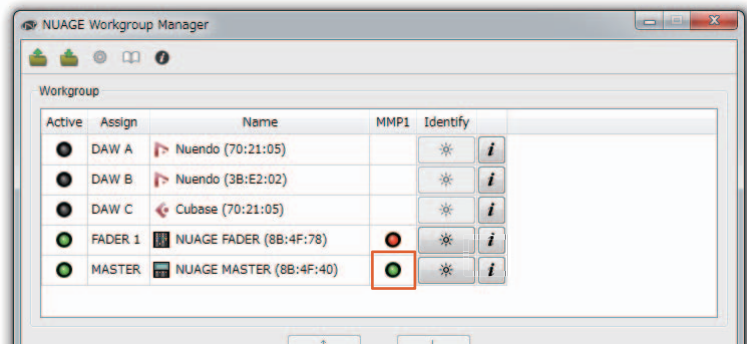 NUAGE Workgroup Manager
Workgroup
Active Assign Name MMP1 Identify
DAW A Nuendo (70:21:05) i
DAW B Nuendo (3B:E2:02) i
DAW C Cubase (70:21:05) i
FADER 1 NUAGE FADER (8B:4F:78) i
MASTER NUAGE MASTER (8B:4F:40) i